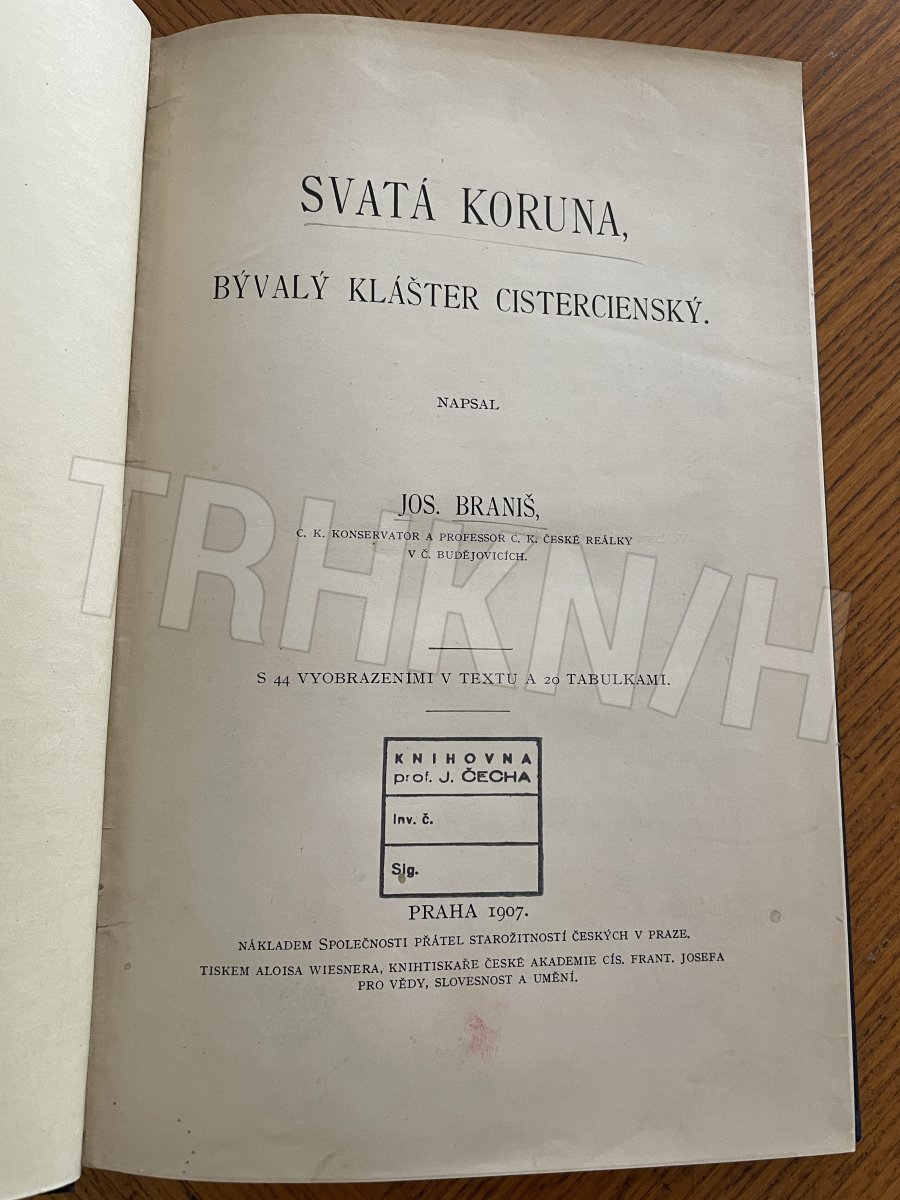 SVATÁ KORUNA,
BÝVALÝ KLÁŠTER CISTERCIENSKÝ.
NAPSAL
JOS. BRANIŠ,
C. K. KONSERVATOR A PROFESSOR C. K. ČESKÉ REÁLKY
V Č. BUDĚJOVICÍCH.
TRHKN/H
S 44 VYOBRAZENÍMI V TEXTU A 20 TABULKAMI.
KNIHOVNA
prof. J. ČECHA
Inv. č.
Sig.
PRAHA 1907.
NÁKLADEM SPOLEČNOSTI PŘÁTEL STAROŽITNOSTÍ ČESKÝCH V PRAZE.
TISKEM ALOISA WIESNERA, KNIHTISKAŘE ČESKÉ AKADEMIE CÍS. FRANT. JOSEFA
PRO VĚDY, SLOVESNOST A UMĚNÍ.